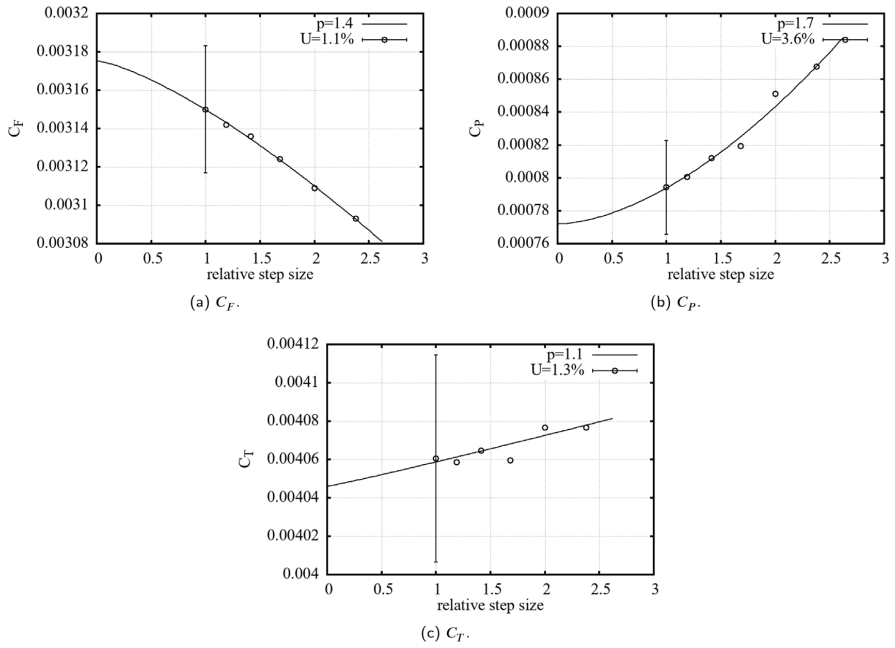 0.0032
0.00318
0.00316
0.00314
0.00312
0.0031
0.00308
C_F
p=1.4
U=1.1%
0 0.5 1 1.5 2 2.5 3
relative step size
(a) C_F.
0.0009
0.00088
0.00086
0.00084
0.00082
0.0008
0.00078
0.00076
C_P
p=1.7
U=3.6%
0 0.5 1 1.5 2 2.5 3
relative step size
(b) C_P.
0.00412
0.0041
0.00408
0.00406
0.00404
0.00402
0.004
C_T
p=1.1
U=1.3%
0 0.5 1 1.5 2 2.5 3
relative step size
(c) C_T.